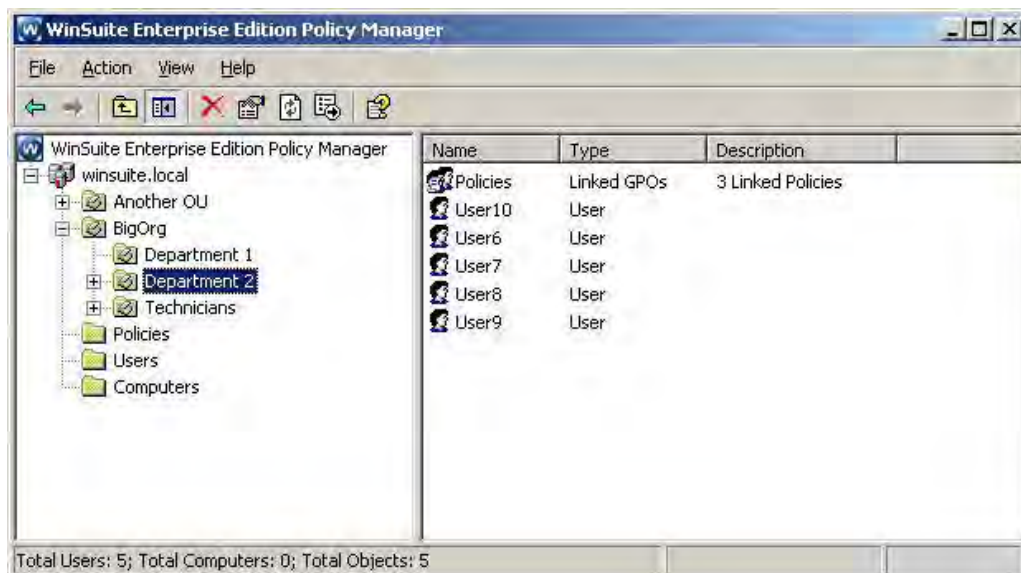 WinSuite Enterprise Edition Policy Manager
File Action View Help
WinSuite Enterprise Edition Policy Manager
winsuite.local
Another OU
BigOrg
Department 1
Department 2
Technicians
Policies
Users
Computers
Name Type Description
Policies Linked GPOs 3 Linked Policies
User10 User
User6 User
User7 User
User8 User
User9 User
Total Users: 5; Total Computers: 0; Total Objects: 5